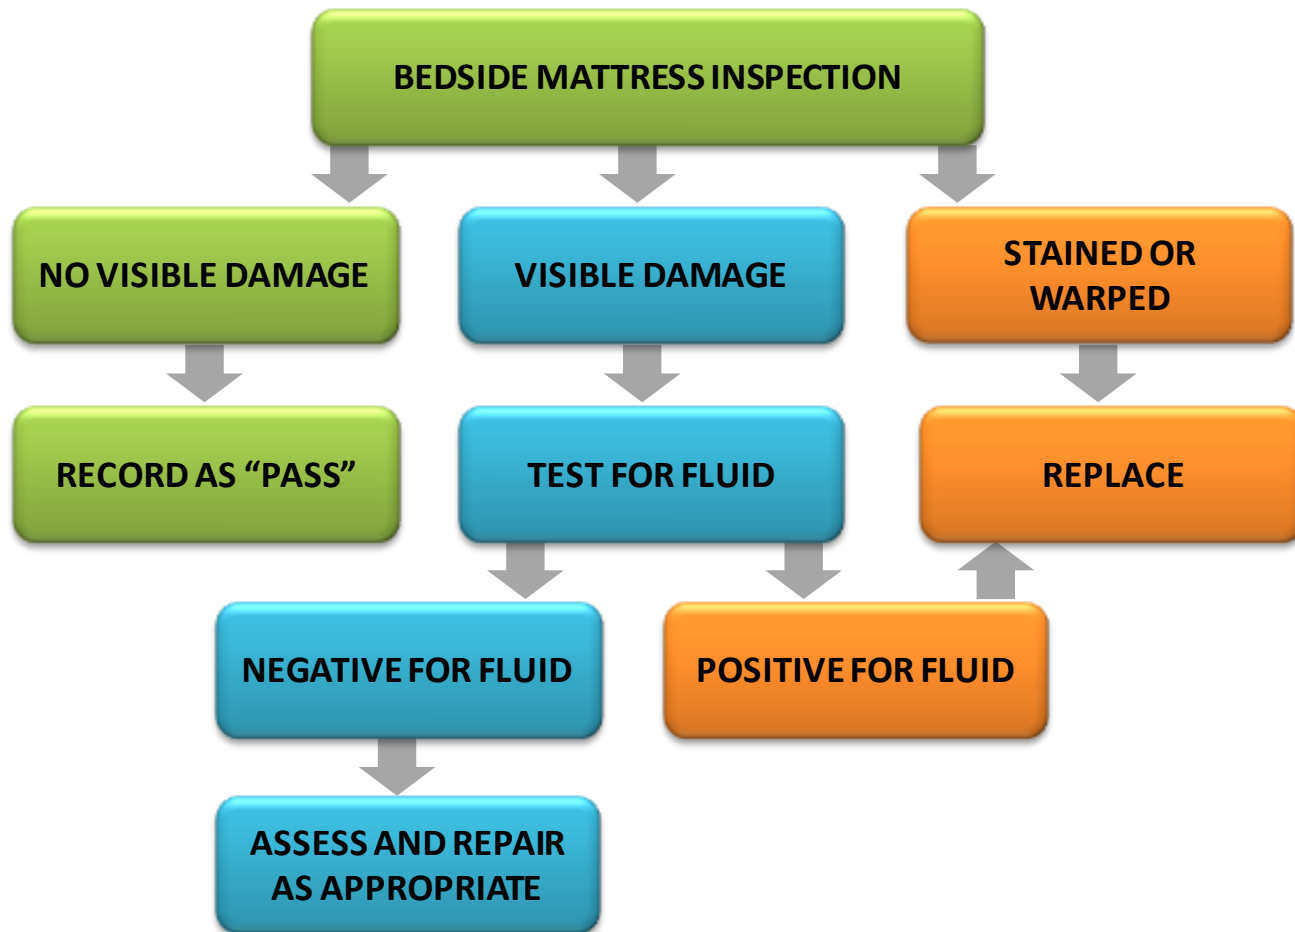 BEDSIDE MATTRESS INSPECTION
NO VISIBLE DAMAGE
VISIBLE DAMAGE
STAINED OR
WARPED
RECORD AS “PASS”
TEST FOR FLUID
REPLACE
NEGATIVE FOR FLUID
POSITIVE FOR FLUID
ASSESS AND REPAIR
AS APPROPRIATE